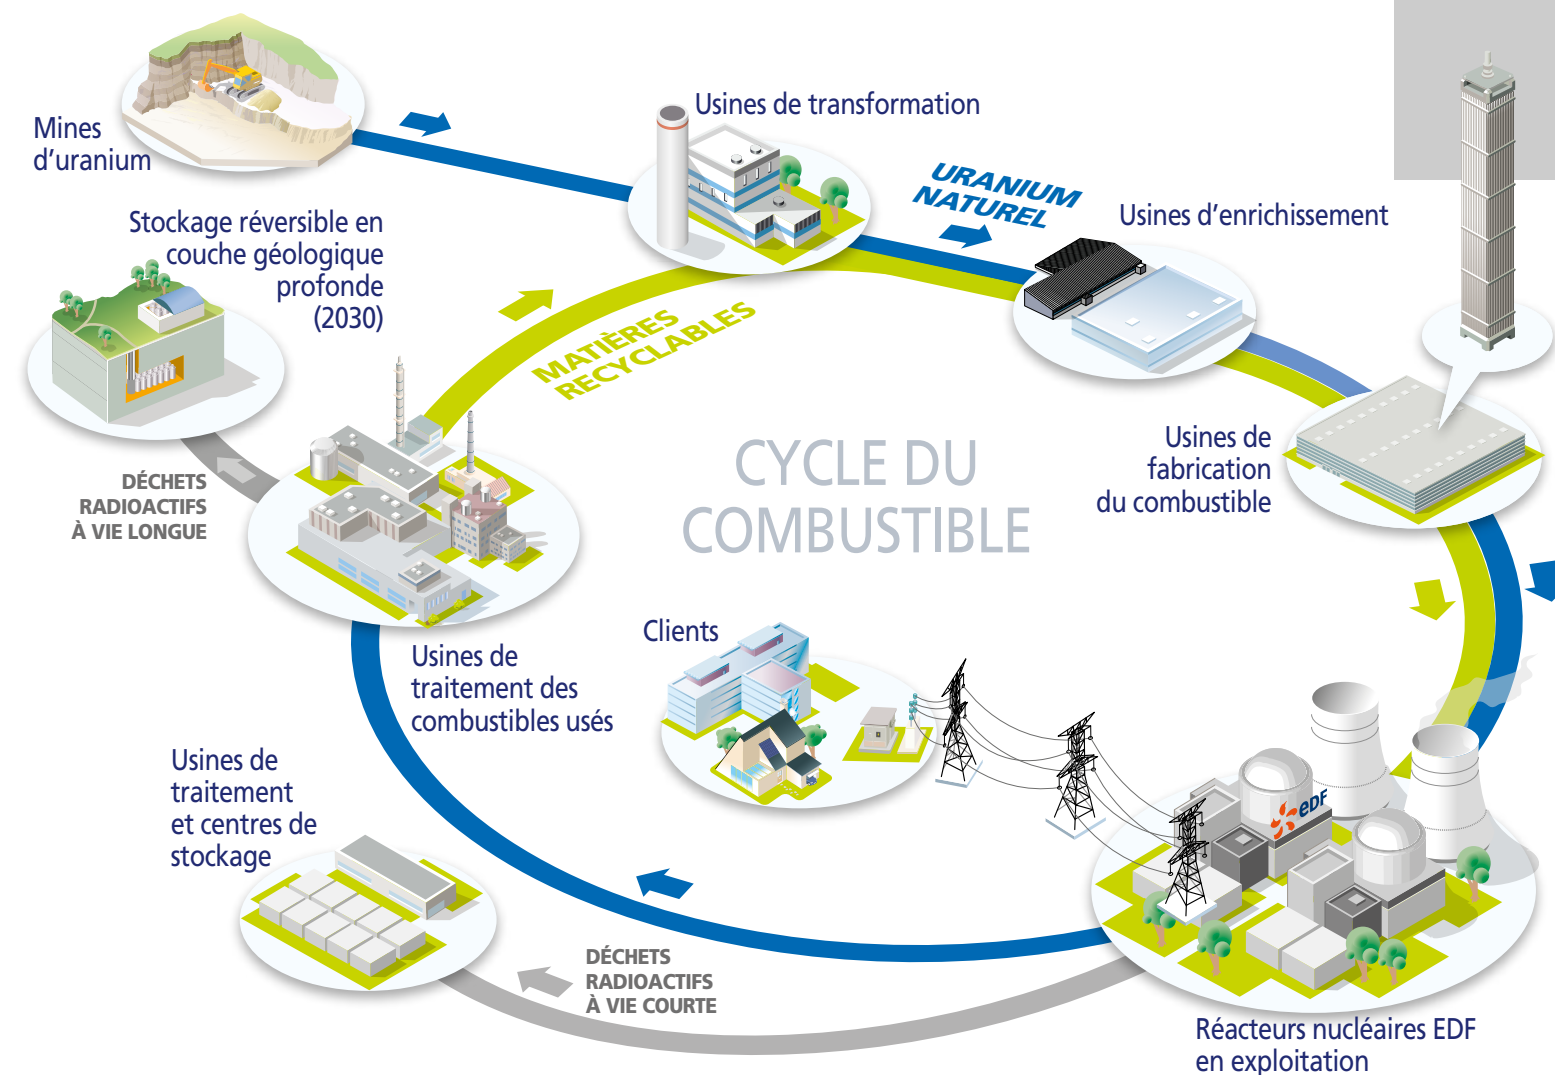 Mines
d’uranium
Usines de transformation
URANIUM
NATUREL
Usines d’enrichissement
Stockage réversible en
couche géologique
profonde
(2030)
MATIÈRES
RECYCLABLES
CYCLE DU
COMBUSTIBLE
Usines de
fabrication
du combustible
DÉCHETS
RADIOACTIFS
À VIE LONGUE
Clients
Usines de
traitement des
combustibles usés
Usines de
traitement
et centres de
stockage
eDF
DÉCHETS
RADIOACTIFS
À VIE COURTE
Réacteurs nucléaires EDF
en exploitation